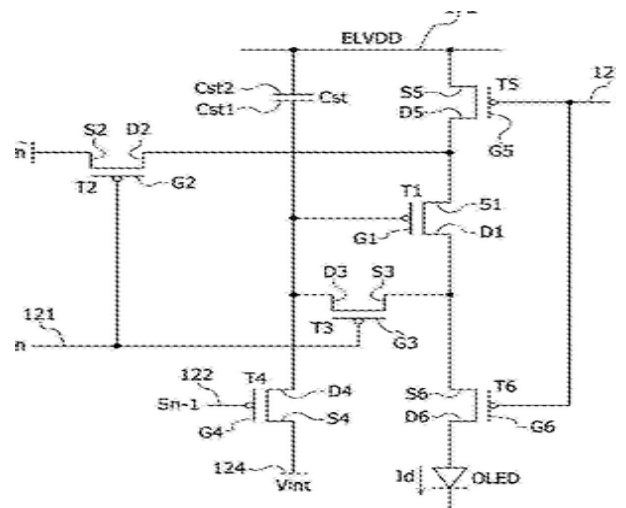 ELVDD
Cst2
Cst1
Cst
S5
T5
D5
G5
12
S2
D2
n
T2
G2
T1
S1
G1
D1
D3
S3
121
T3
G3
n
122
T4
D4
S6
T6
Sn-1
G4
S4
D6
G6
124
Vint
Id
OLED